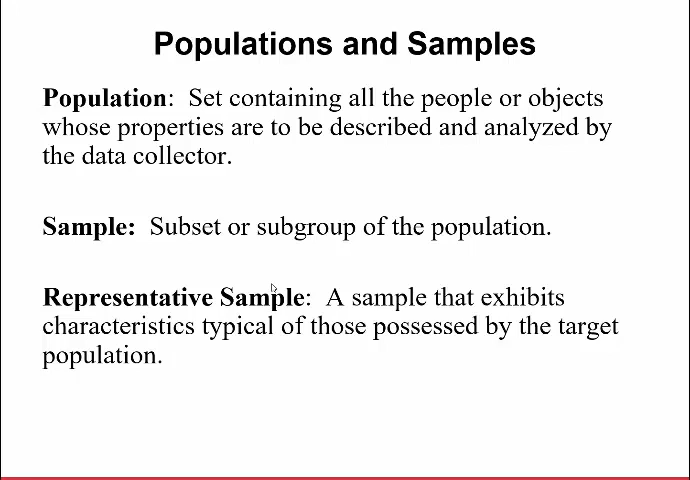 Populations and Samples
Population:  Set containing all the people or objects
whose properties are to be described and analyzed by
the data collector.
Sample:  Subset or subgroup of the population.
Representative Sample:  A sample that exhibits
characteristics typical of those possessed by the target
population.